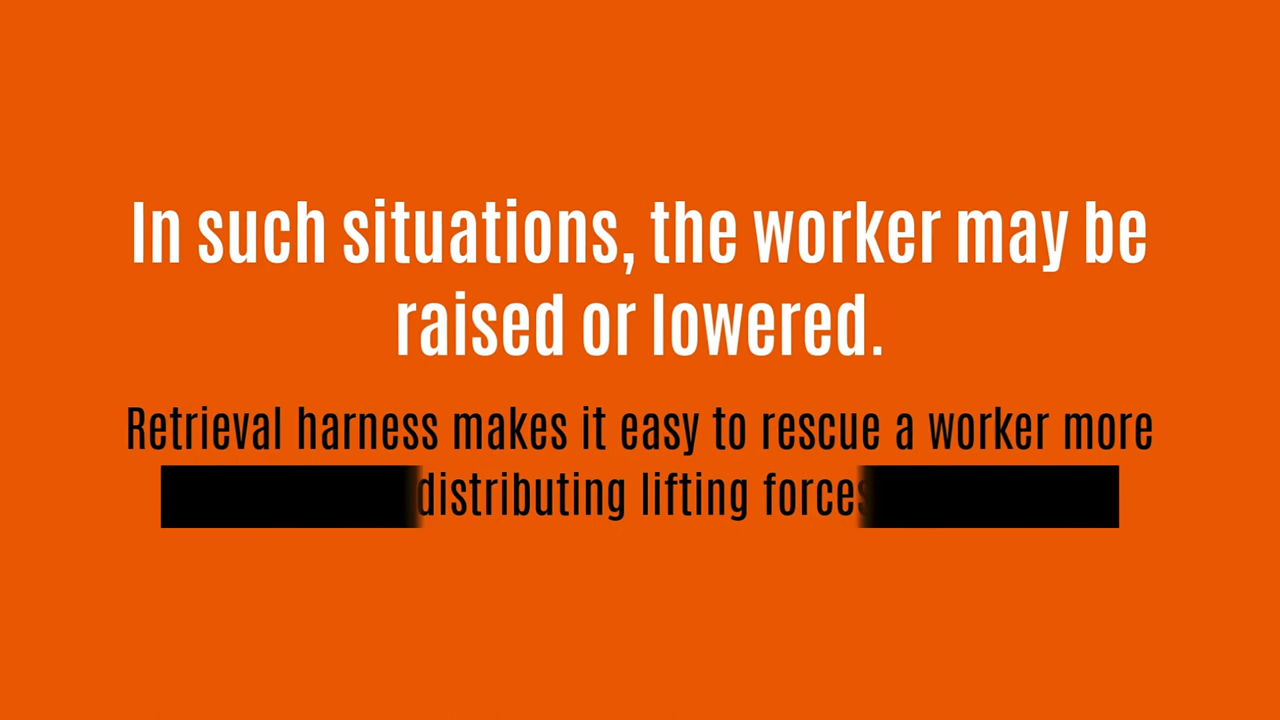 In such situations, the worker may be
raised or lowered.
Retrieval harness makes it easy to rescue a worker more
distributing lifting forces